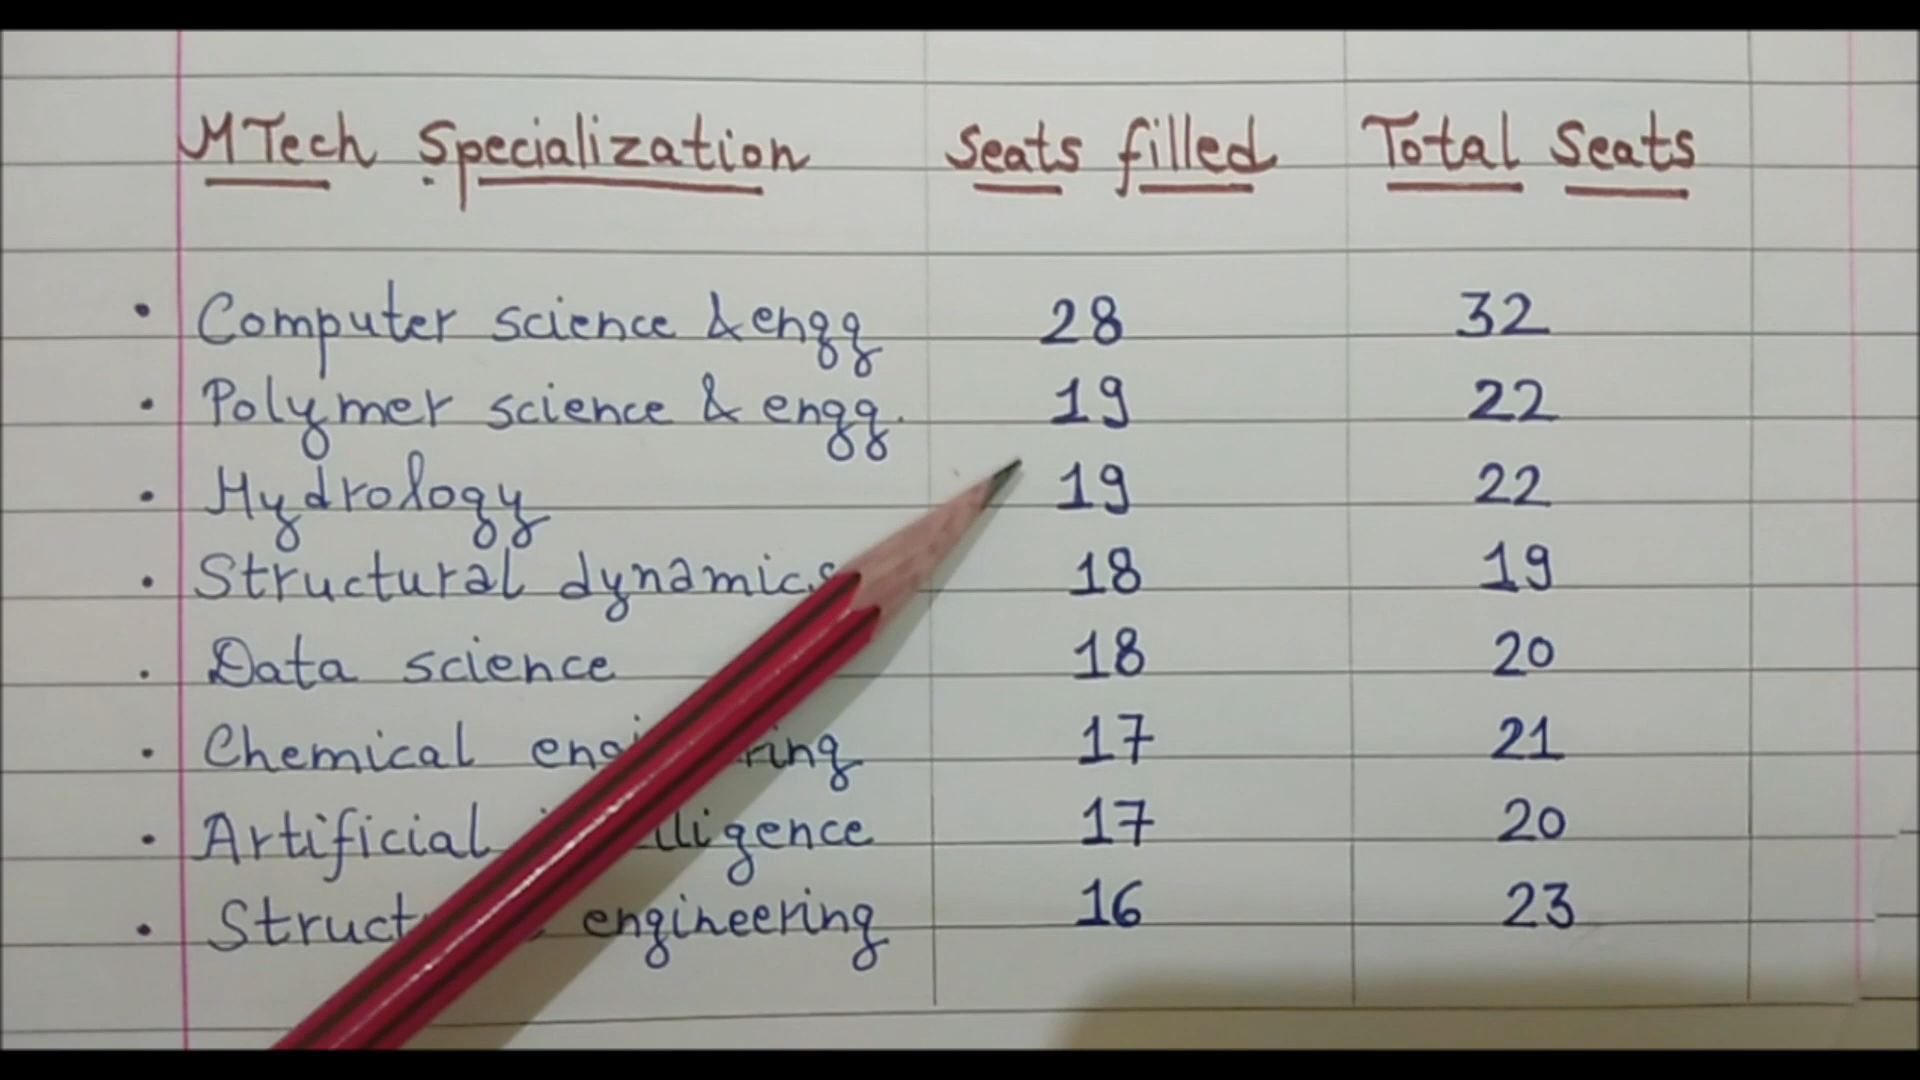 MTech Specialization Seats filled Total Seats
• Computer science & engg 28 32
• Polymer science & engg. 19 22
• Hydrology 19 22
• Structural dynamics 18 19
• Data science 18 20
• Chemical 17 21
• Artificial 17 20
• engineering 16 23